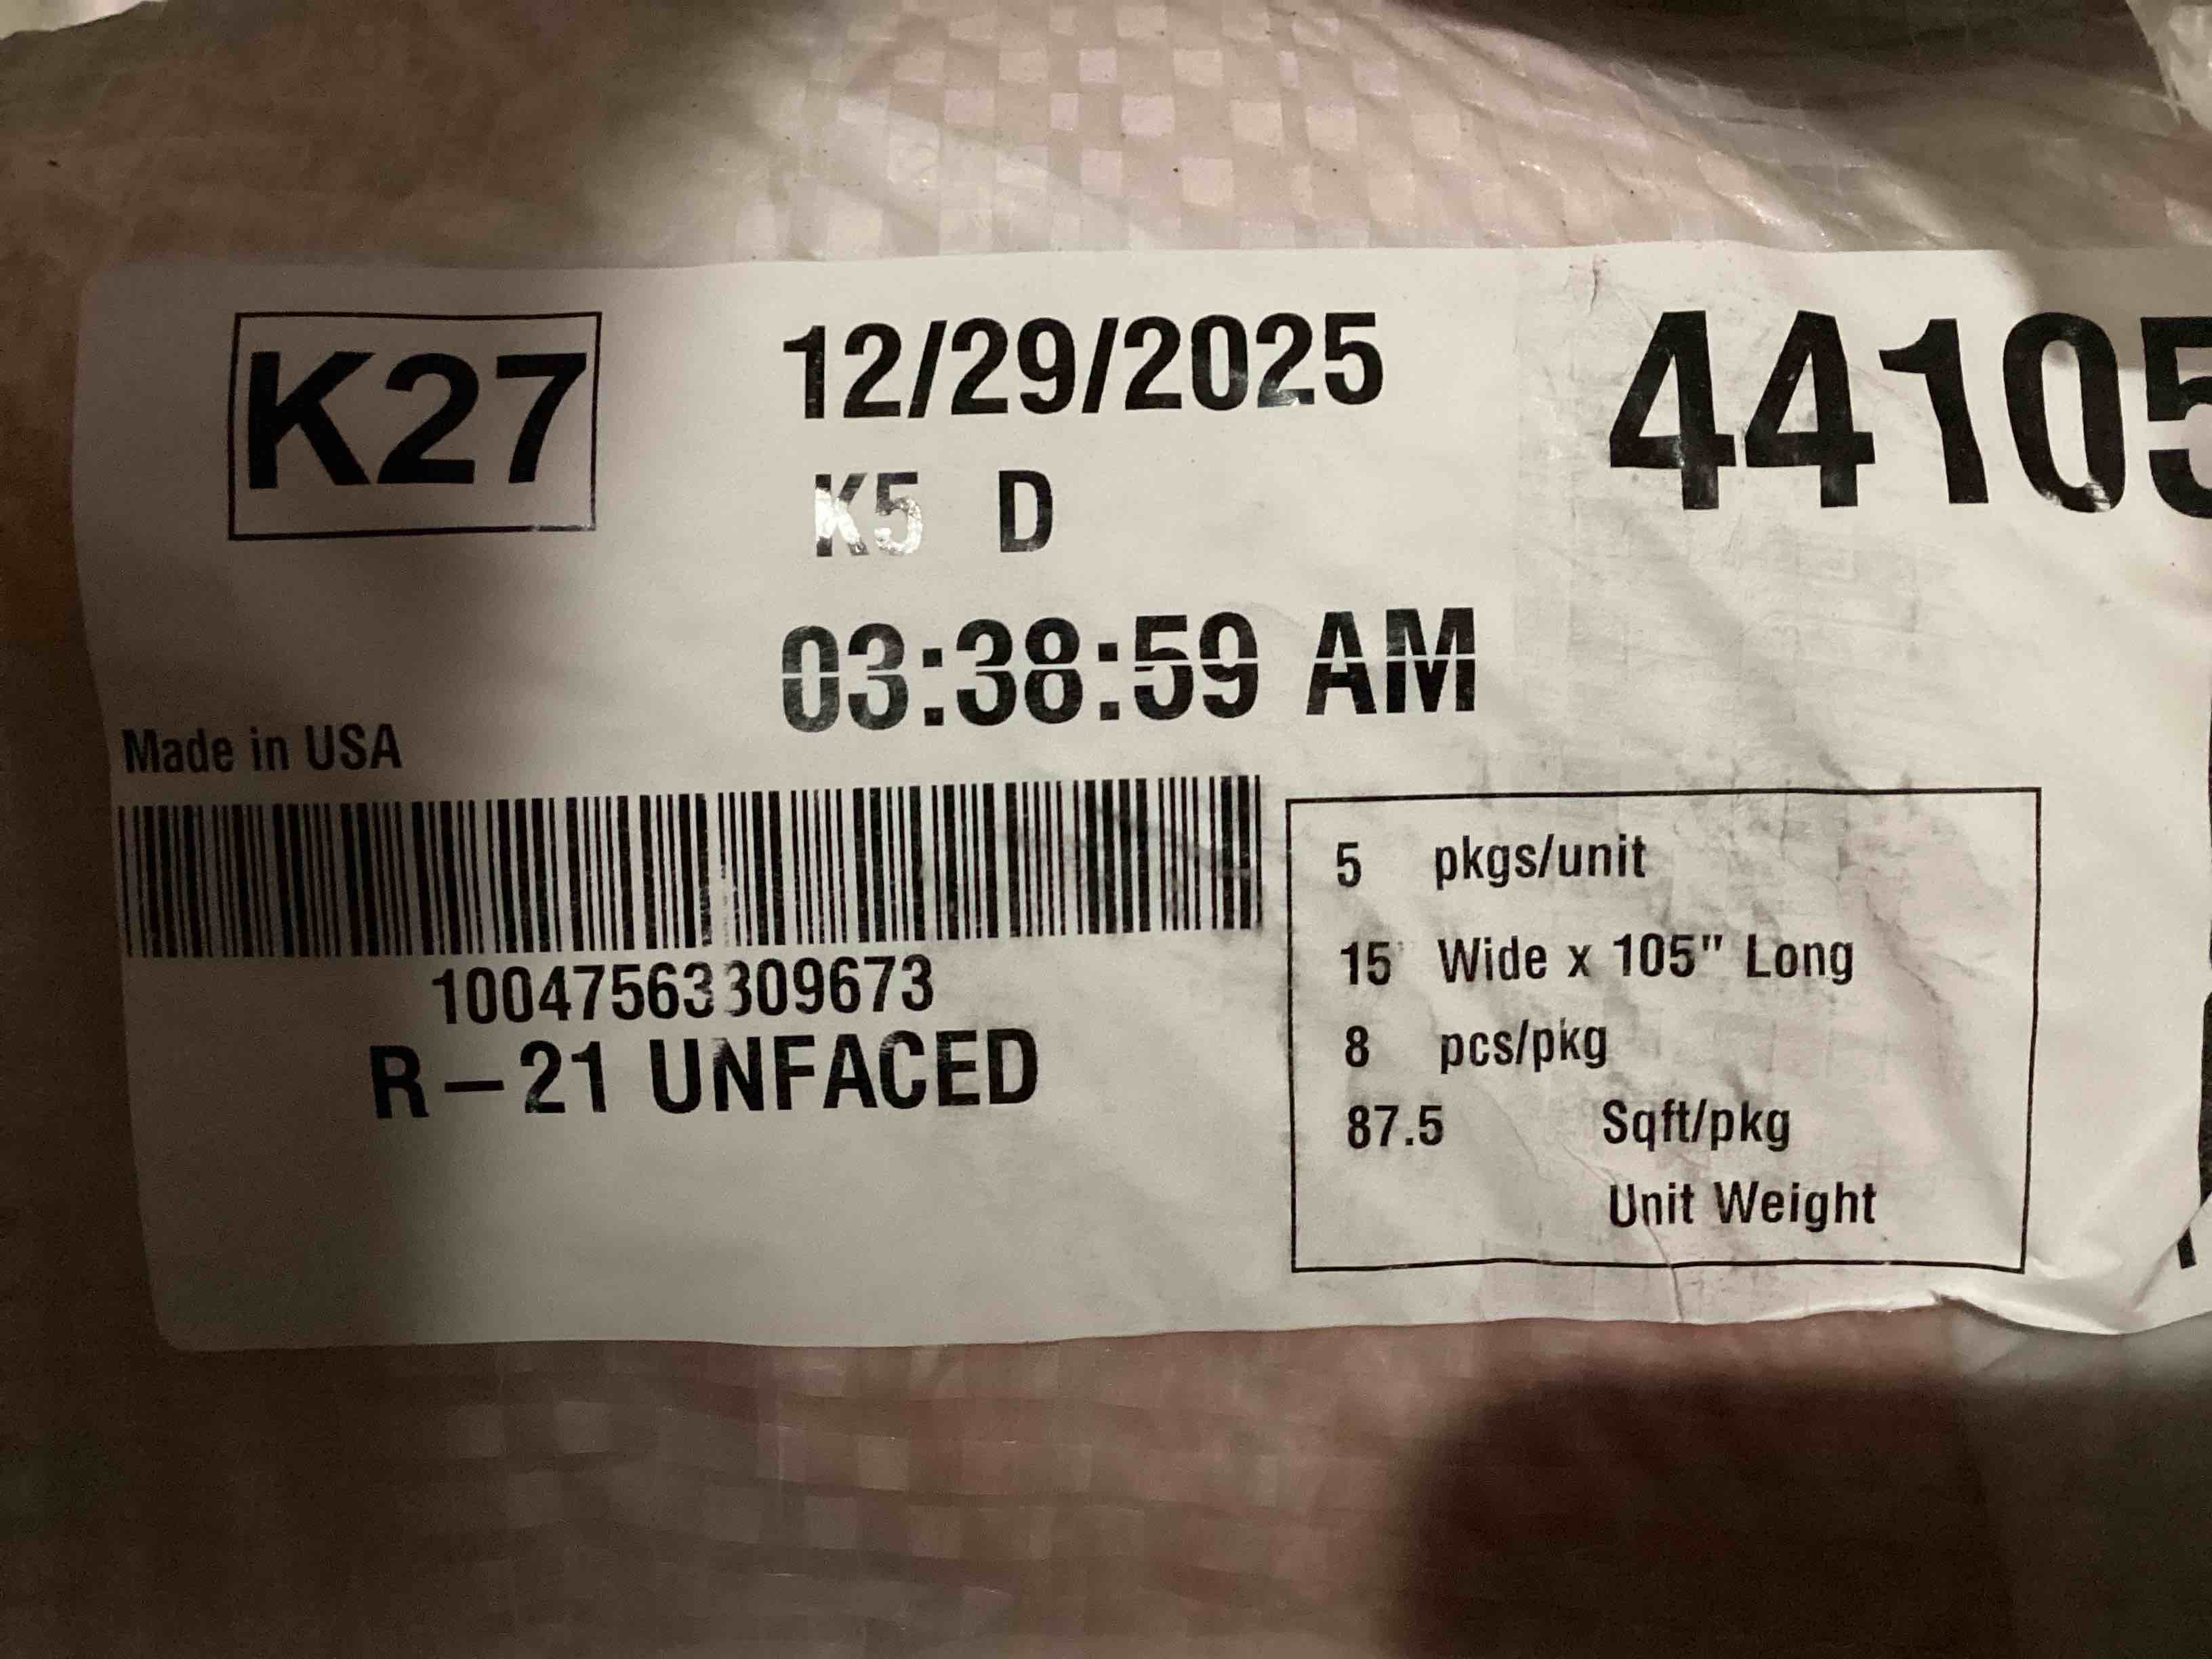 K27
12/29/2025
44105
K5 D
03:38:59 AM
Made in USA
10047563309673
R-21 UNFACED
5 pkgs/unit
15 Wide x 105" Long
8 pcs/pkg
87.5 Sqft/pkg
Unit Weight